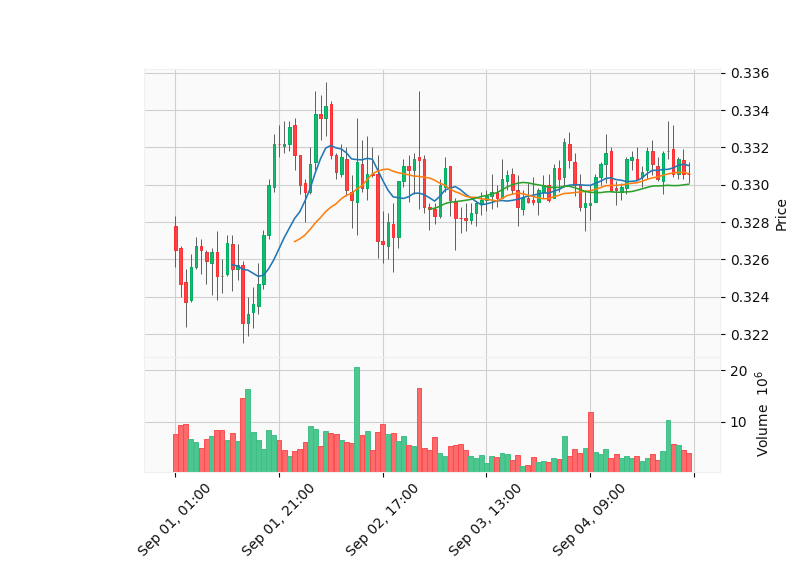 0.336
0.334
0.332
0.330
0.328
0.326
0.324
0.322
Price
20
10
Volume 10⁶
Sep 01, 01:00
Sep 01, 21:00
Sep 02, 17:00
Sep 03, 13:00
Sep 04, 09:00